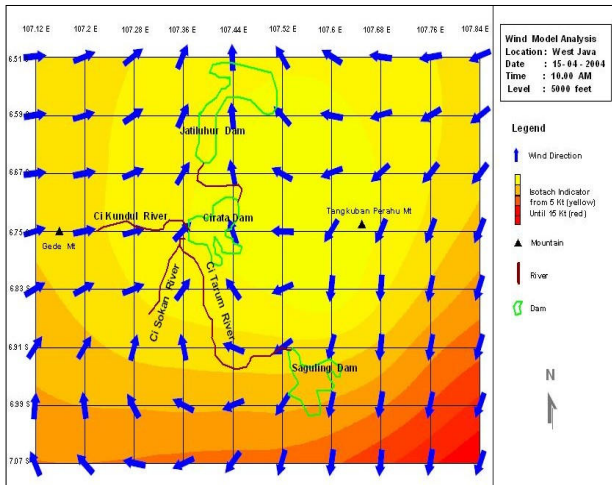 107.12 E 107.2 E 107.28 E 107.36 E 107.44 E 107.52 E 107.6 E 107.68 E 107.76 E 107.84 E
6.51 S
6.59 S
6.67 S
6.75 S
6.83 S
6.91 S
6.99 S
7.07 S
Jatiluhur Dam
Ci Kundul River
Cirata Dam
Tangkuban Perahu Mt
Gede Mt
Ci Sokan River
Ci Tarum River
Saguling Dam
Wind Model Analysis
Location : West Java
Date : 15-04-2004
Time : 10.00 AM
Level : 5000 feet
Legend
Wind Direction
Isotach Indicator
from 5 Kt (yellow)
Until 15 Kt (red)
Mountain
River
Dam
N